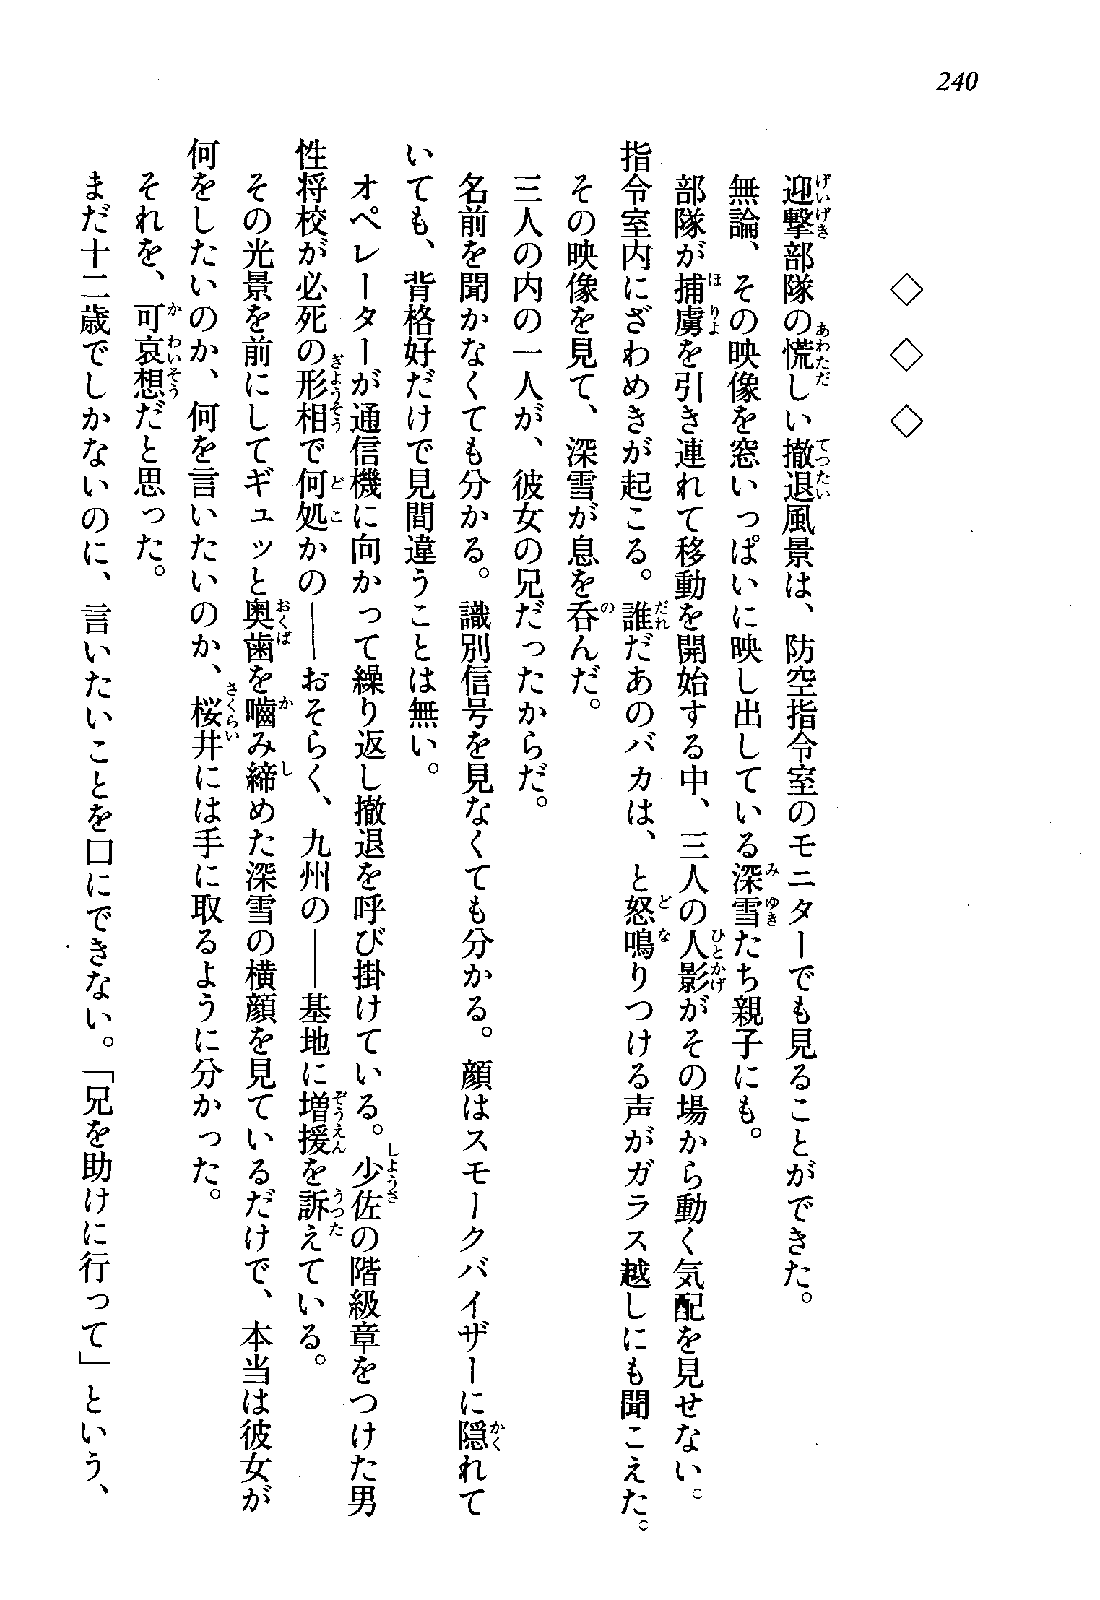 240
◇ ◇ ◇
迎撃部隊の慌しい撤退風景は、防空指令室のモニターでも見ることができた。
無論、その映像を窓いっぱいに映し出している深雪たち親子にも。
部隊が捕虜を引き連れて移動を開始する中、三人の人影がその場から動く気配を見せない。
指令室内にざわめきが起こる。誰だあのバカは、と怒鳴りつける声がガラス越しにも聞こえた。
その映像を見て、深雪が息を呑んだ。
三人の内の一人が、彼女の兄だったからだ。
名前を聞かなくても分かる。識別信号を見なくても分かる。顔はスモークバイザーに隠れて
いても、背格好だけで見間違うことは無い。
オペレーターが通信機に向かって繰り返し撤退を呼び掛けている。少佐の階級章をつけた男
性将校が必死の形相で何処かの――おそらく、九州の――基地に増援を訴えている。
その光景を前にしてギュッと奥歯を噛み締めた深雪の横顔を見ているだけで、本当は彼女が
何をしたいのか、何を言いたいのか、桜井には手に取るように分かった。
それを、可哀想だと思った。
まだ十二歳でしかないのに、言いたいことを口にできない。「兄を助けに行って」という、